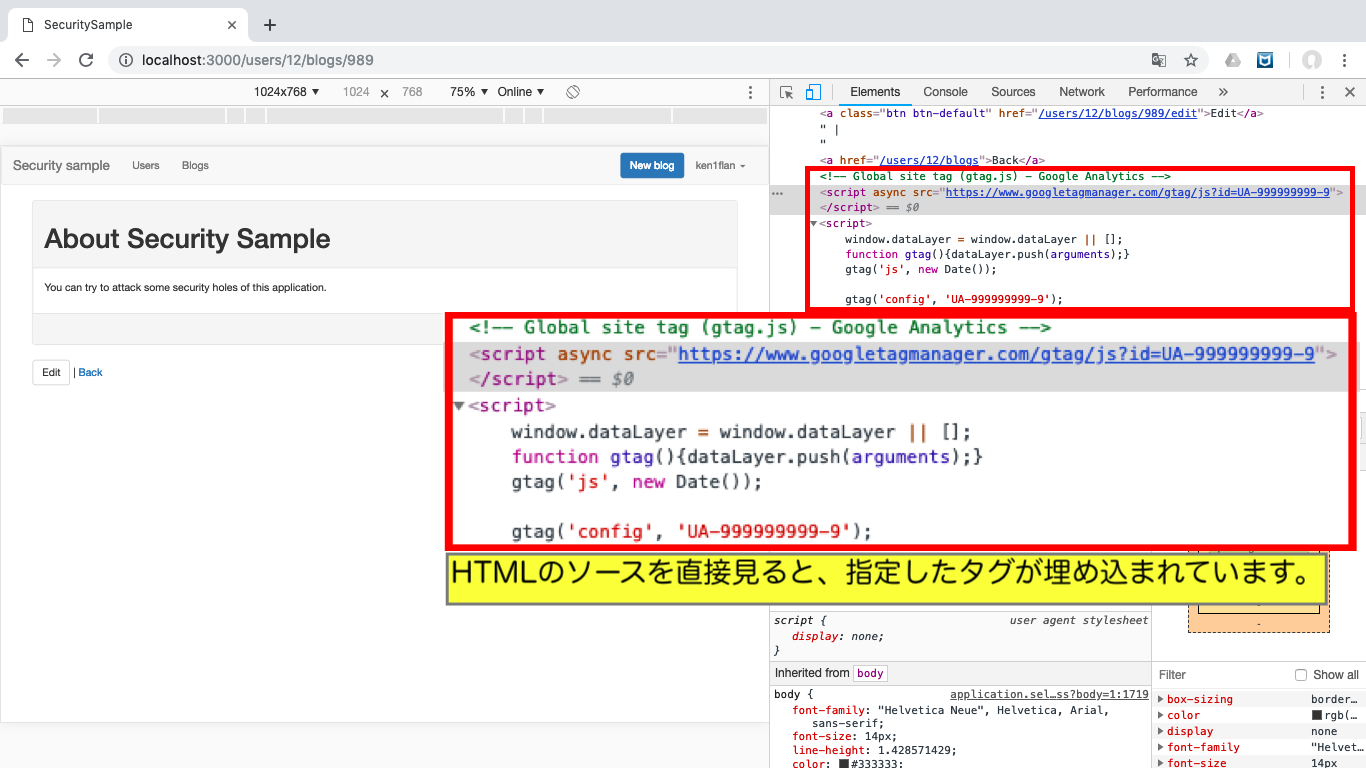 SecuritySample
localhost:3000/users/12/blogs/989
1024x768 ▼ 1024 × 768 75% ▼ Online ▼
Elements Console Sources Network Performance »
Security sample Users Blogs New blog ken1flan
About Security Sample
You can try to attack some security holes of this application.
Edit | Back
<a class="btn btn-default" href="/users/12/blogs/989/edit">Edit</a>
" |
"
<a href="/users/12/blogs">Back</a>
<!-- Global site tag (gtag.js) - Google Analytics -->
<script async src="https://www.googletagmanager.com/gtag/js?id=UA-999999999-9">
</script> == $0
▼<script>
window.dataLayer = window.dataLayer || [];
function gtag(){dataLayer.push(arguments);}
gtag('js', new Date());
gtag('config', 'UA-999999999-9');
<!-- Global site tag (gtag.js) - Google Analytics -->
<script async src="https://www.googletagmanager.com/gtag/js?id=UA-999999999-9">
</script> == $0
▼<script>
window.dataLayer = window.dataLayer || [];
function gtag(){dataLayer.push(arguments);}
gtag('js', new Date());
gtag('config', 'UA-999999999-9');
HTMLのソースを直接見ると、指定したタグが埋め込まれています。
script { user agent stylesheet
display: none;
}
Inherited from body
body { application.sel…ss?body=1:1719
font-family: "Helvetica Neue", Helvetica, Arial,
sans-serif;
font-size: 14px;
line-height: 1.428571429;
color: #333333;
-
Filter Show all
box-sizing border…
color rgb(…
display none
font-family "Helvet…
font-size 14px